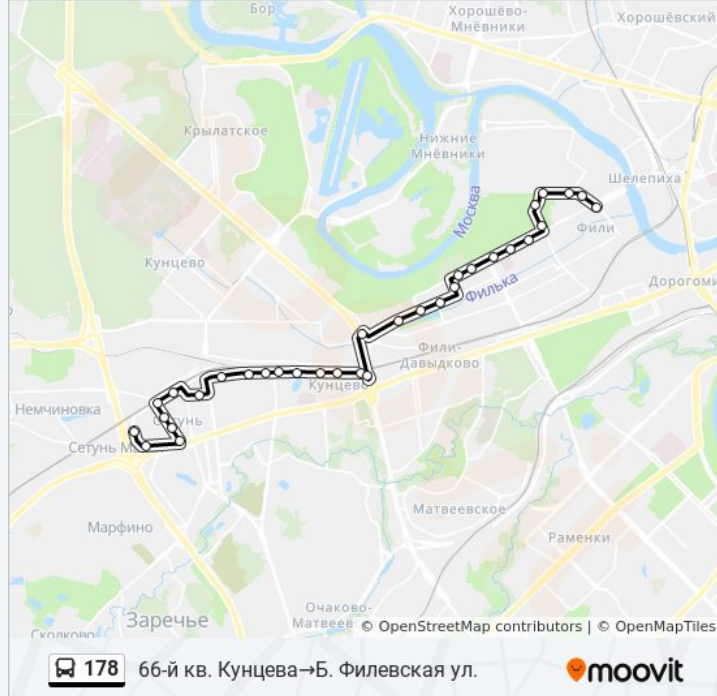 Бор
Хорошёво-
Мнёвники
Хорошёвский
Крылатское
Нижние
Мнёвники
Шелепиха
Москва
Фили
Кунцево
Филька
Дорогоми
Фили-
Давыдково
Кунцево
Немчиновка
Сетунь М
Матвеевское
Марфино
Раменки
Заречье
Очаково-
Матвеев
Сколково
© OpenStreetMap contributors | © OpenMapTiles
178 66-й кв. Кунцева→Б. Филевская ул.
moovit